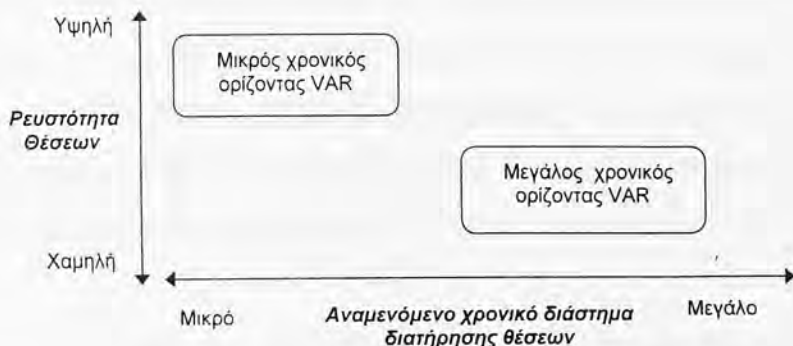 Υψηλή
Μικρός χρονικός
ορίζοντας VAR
Ρευστότητα
Θέσεων
Μεγάλος χρονικός
ορίζοντας VAR
Χαμηλή
Μικρό
Αναμενόμενο χρονικό διάστημα
διατήρησης θέσεων
Μεγάλο